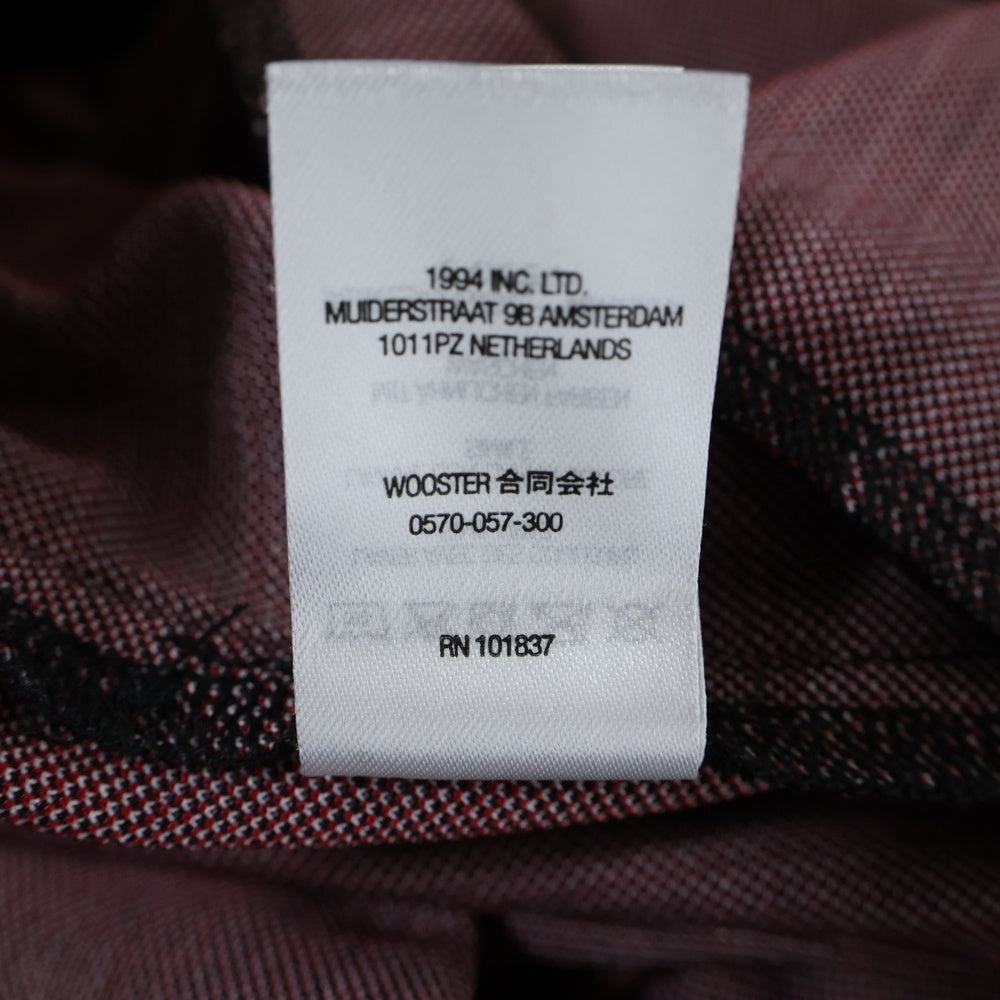 1994 INC. LTD.
MUIDERSTRAAT 9B AMSTERDAM
1011PZ NETHERLANDS
WOOSTER 合同会社
0570-057-300
RN 101837